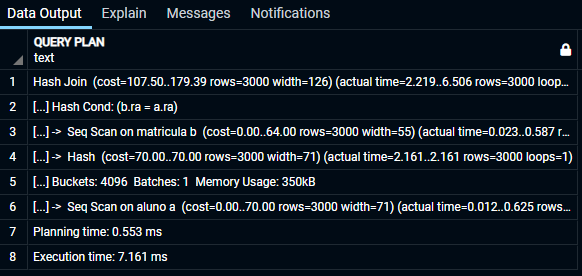 Data Output Explain Messages Notifications
QUERY PLAN
text
1 Hash Join (cost=107.50..179.39 rows=3000 width=126) (actual time=2.219..6.506 rows=3000 loop...
2 [...] Hash Cond: (b.ra = a.ra)
3 [...] -> Seq Scan on matricula b (cost=0.00..64.00 rows=3000 width=55) (actual time=0.023..0.587 r...
4 [...] -> Hash (cost=70.00..70.00 rows=3000 width=71) (actual time=2.161..2.161 rows=3000 loops=1)
5 [...] Buckets: 4096 Batches: 1 Memory Usage: 350kB
6 [...] -> Seq Scan on aluno a (cost=0.00..70.00 rows=3000 width=71) (actual time=0.012..0.625 rows...
7 Planning time: 0.553 ms
8 Execution time: 7.161 ms